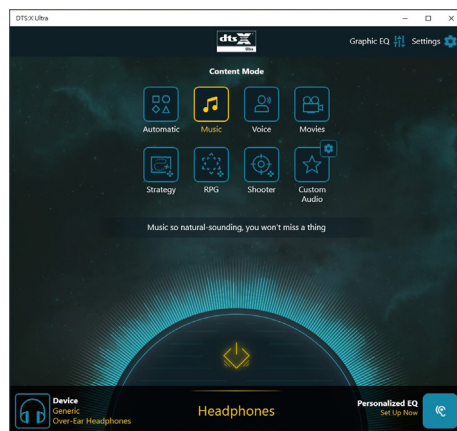 DTS:X Ultra
dts X
Ultra
Graphic EQ
Settings
Content Mode
Automatic
Music
Voice
Movies
Strategy
RPG
Shooter
Custom
Audio
Music so natural-sounding, you won't miss a thing
Device
Generic
Over-Ear Headphones
Headphones
Personalized EQ
Set Up Now